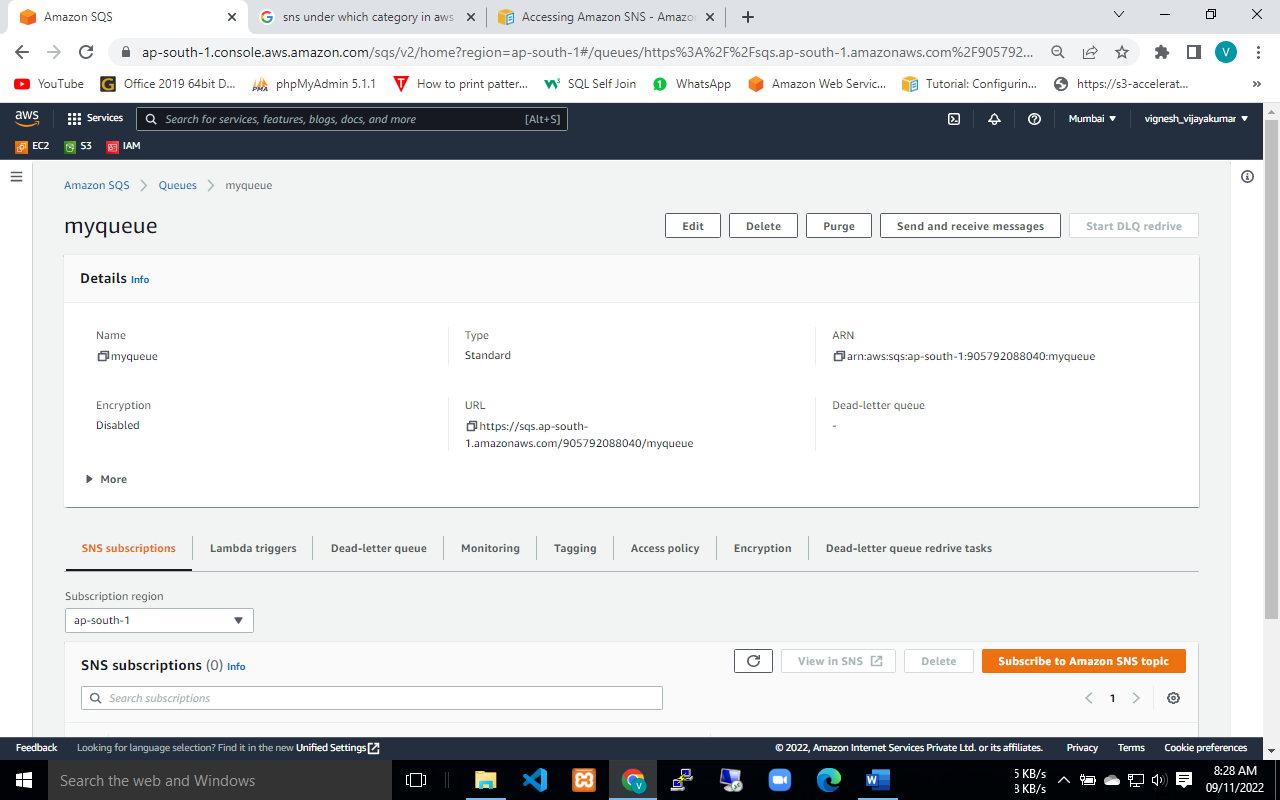 Amazon SQS
sns under which category in aws
Accessing Amazon SNS - Amazo
ap-south-1.console.aws.amazon.com/sqs/v2/home?region=ap-south-1#/queues/https%3A%2F%2Fsqs.ap-south-1.amazonaws.com%2F905792...
V
YouTube
Office 2019 64bit D...
phpMyAdmin 5.1.1
How to print patter...
SQL Self Join
WhatsApp
Amazon Web Servic...
Tutorial: Configurin...
https://s3-accelerat...
»
aws
Services
Search for services, features, blogs, docs, and more
[Alt+S]
Mumbai
vignesh_vijayakumar
EC2
S3
IAM
Amazon SQS
Queues
myqueue
myqueue
Edit
Delete
Purge
Send and receive messages
Start DLQ redrive
Details Info
Name
myqueue
Type
Standard
ARN
arn:aws:sqs:ap-south-1:905792088040:myqueue
Encryption
Disabled
URL
https://sqs.ap-south-
1.amazonaws.com/905792088040/myqueue
Dead-letter queue
-
More
SNS subscriptions
Lambda triggers
Dead-letter queue
Monitoring
Tagging
Access policy
Encryption
Dead-letter queue redrive tasks
Subscription region
ap-south-1
SNS subscriptions (0) Info
View in SNS
Delete
Subscribe to Amazon SNS topic
Search subscriptions
1
Feedback
Looking for language selection? Find it in the new Unified Settings
© 2022, Amazon Internet Services Private Ltd. or its affiliates.
Privacy
Terms
Cookie preferences
Search the web and Windows
5 KB/s
8 KB/s
8:28 AM
09/11/2022